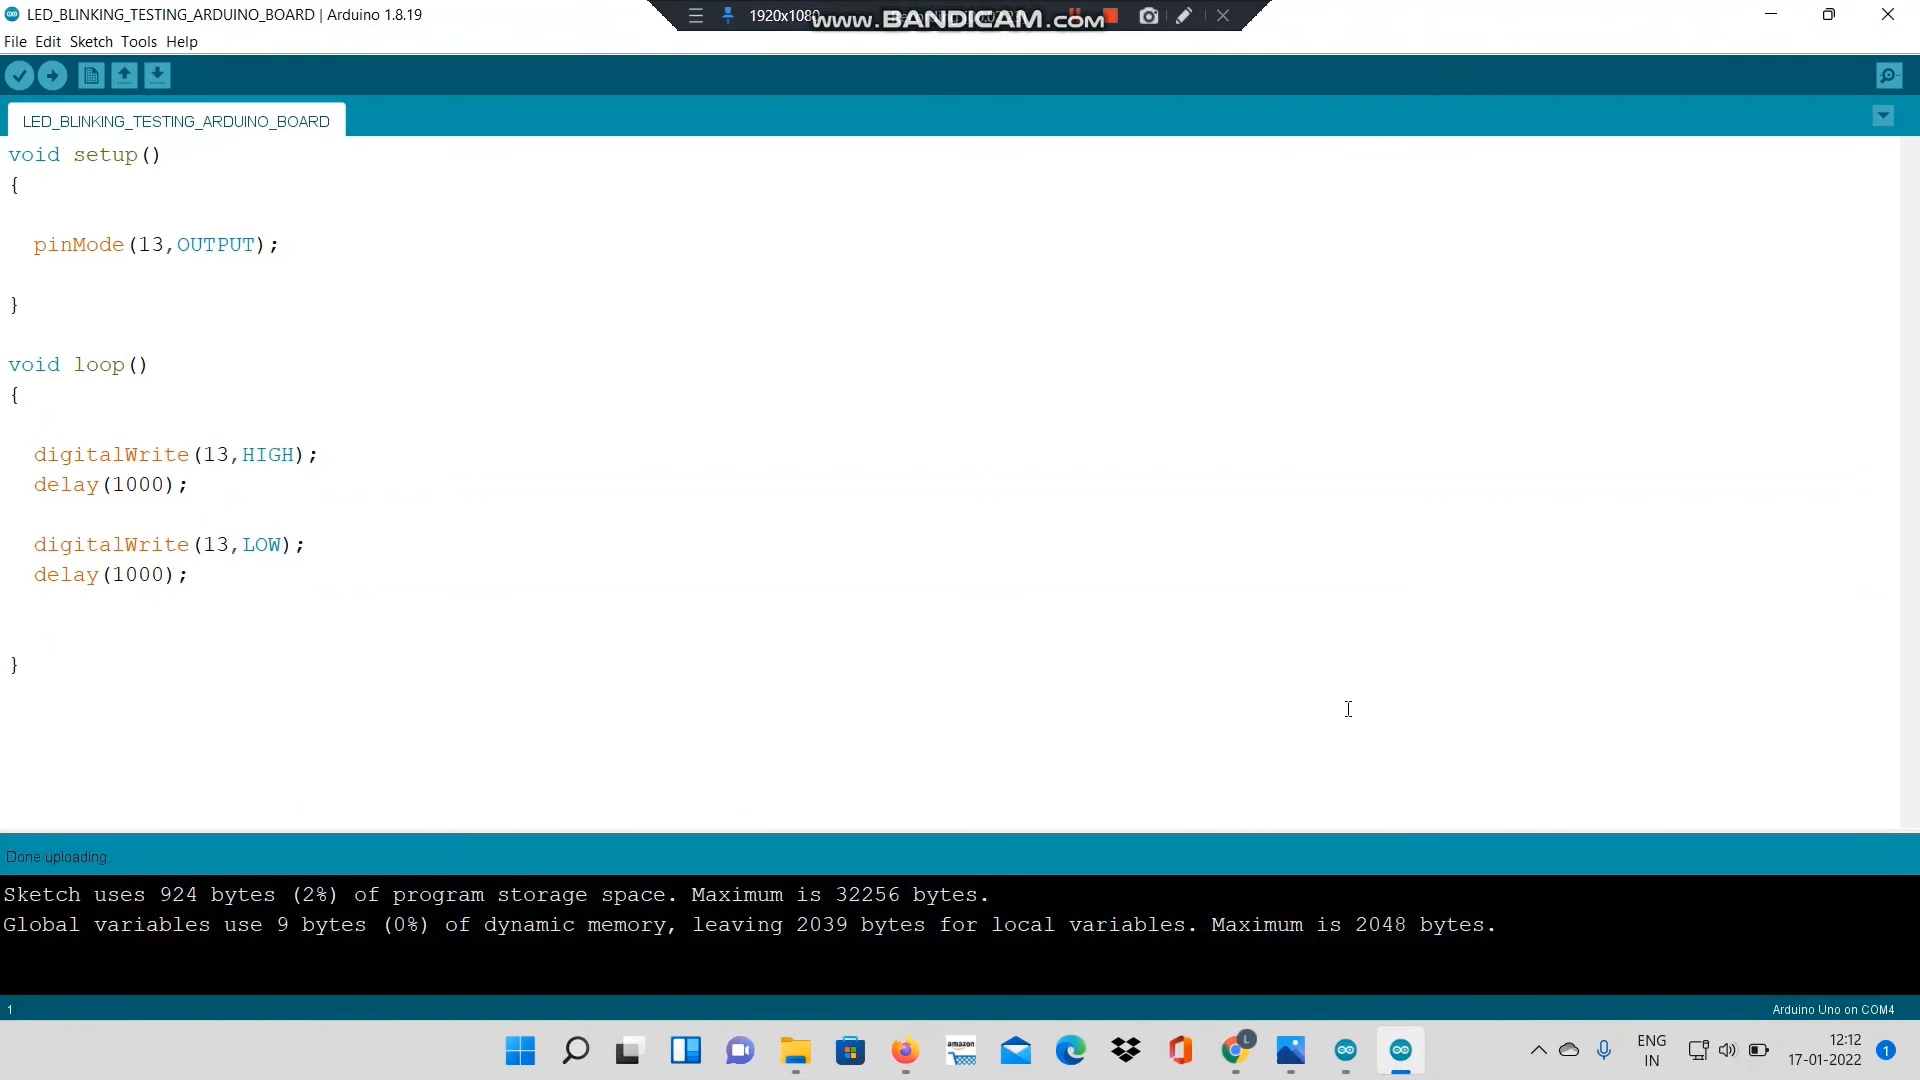 LED_BLINKING_TESTING_ARDUINO_BOARD | Arduino 1.8.19
1920x1080
www.BANDICAM.com
File Edit Sketch Tools Help
LED_BLINKING_TESTING_ARDUINO_BOARD
void setup()
{
pinMode(13,OUTPUT);
}
void loop()
{
digitalWrite(13,HIGH);
delay(1000);
digitalWrite(13,LOW);
delay(1000);
}
Done uploading.
Sketch uses 924 bytes (2%) of program storage space. Maximum is 32256 bytes.
Global variables use 9 bytes (0%) of dynamic memory, leaving 2039 bytes for local variables. Maximum is 2048 bytes.
1
Arduino Uno on COM4
amazon
L
ENG
IN
12:12
17-01-2022
1